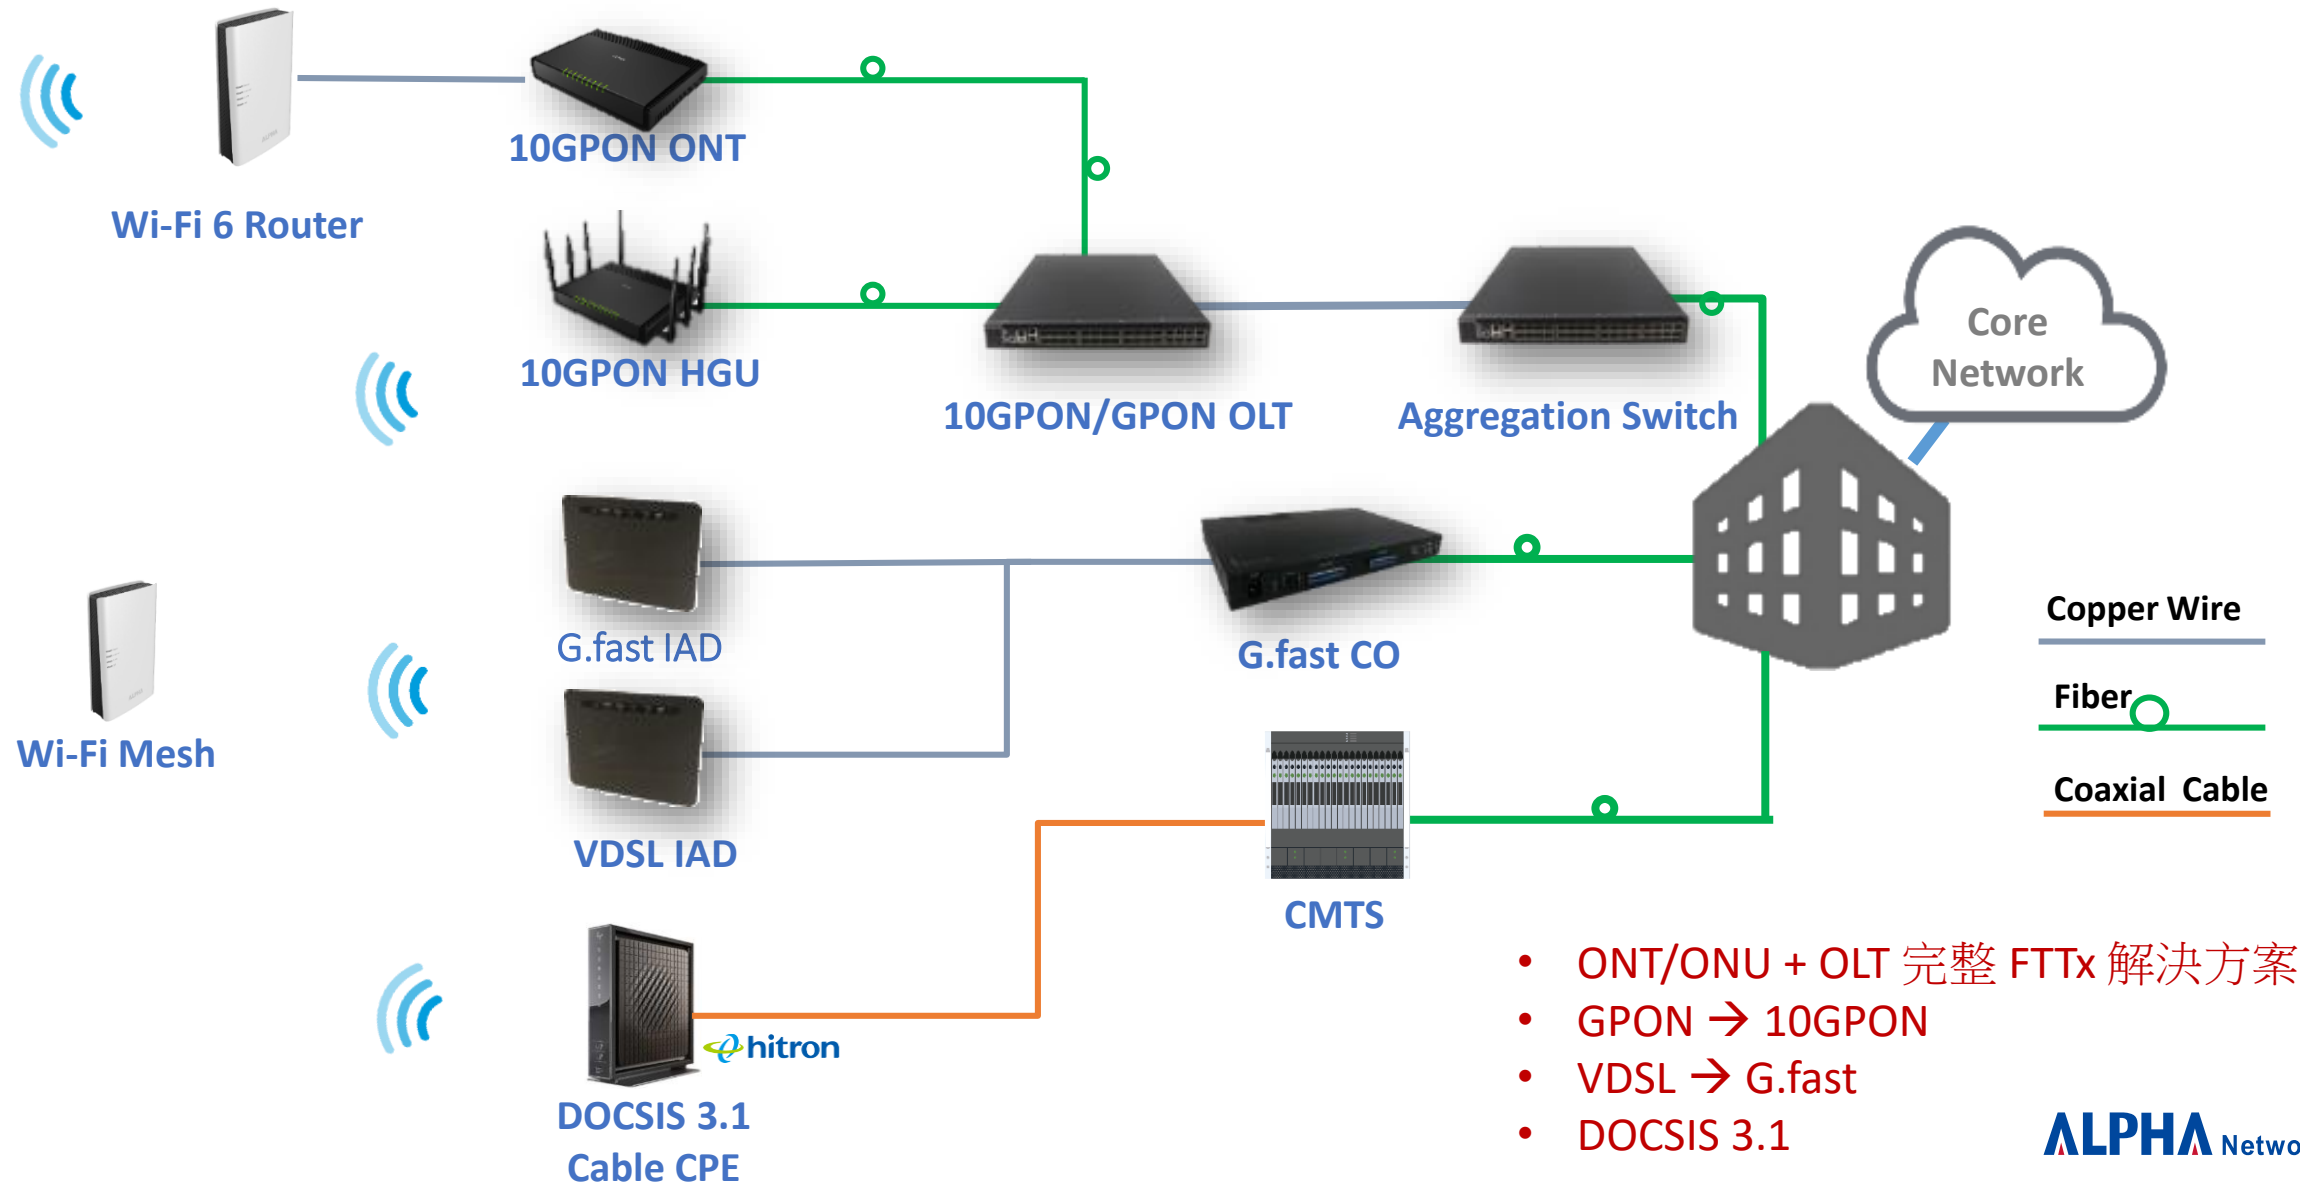 10GPON ONT
Wi-Fi 6 Router
10GPON HGU
10GPON/GPON OLT
Aggregation Switch
Core
Network
G.fast IAD
G.fast CO
Copper Wire
Fiber
Coaxial Cable
Wi-Fi Mesh
VDSL IAD
CMTS
hitron
DOCSIS 3.1
Cable CPE
• ONT/ONU + OLT 完整 FTTx 解決方案
• GPON → 10GPON
• VDSL → G.fast
• DOCSIS 3.1
ALPHA Netwo